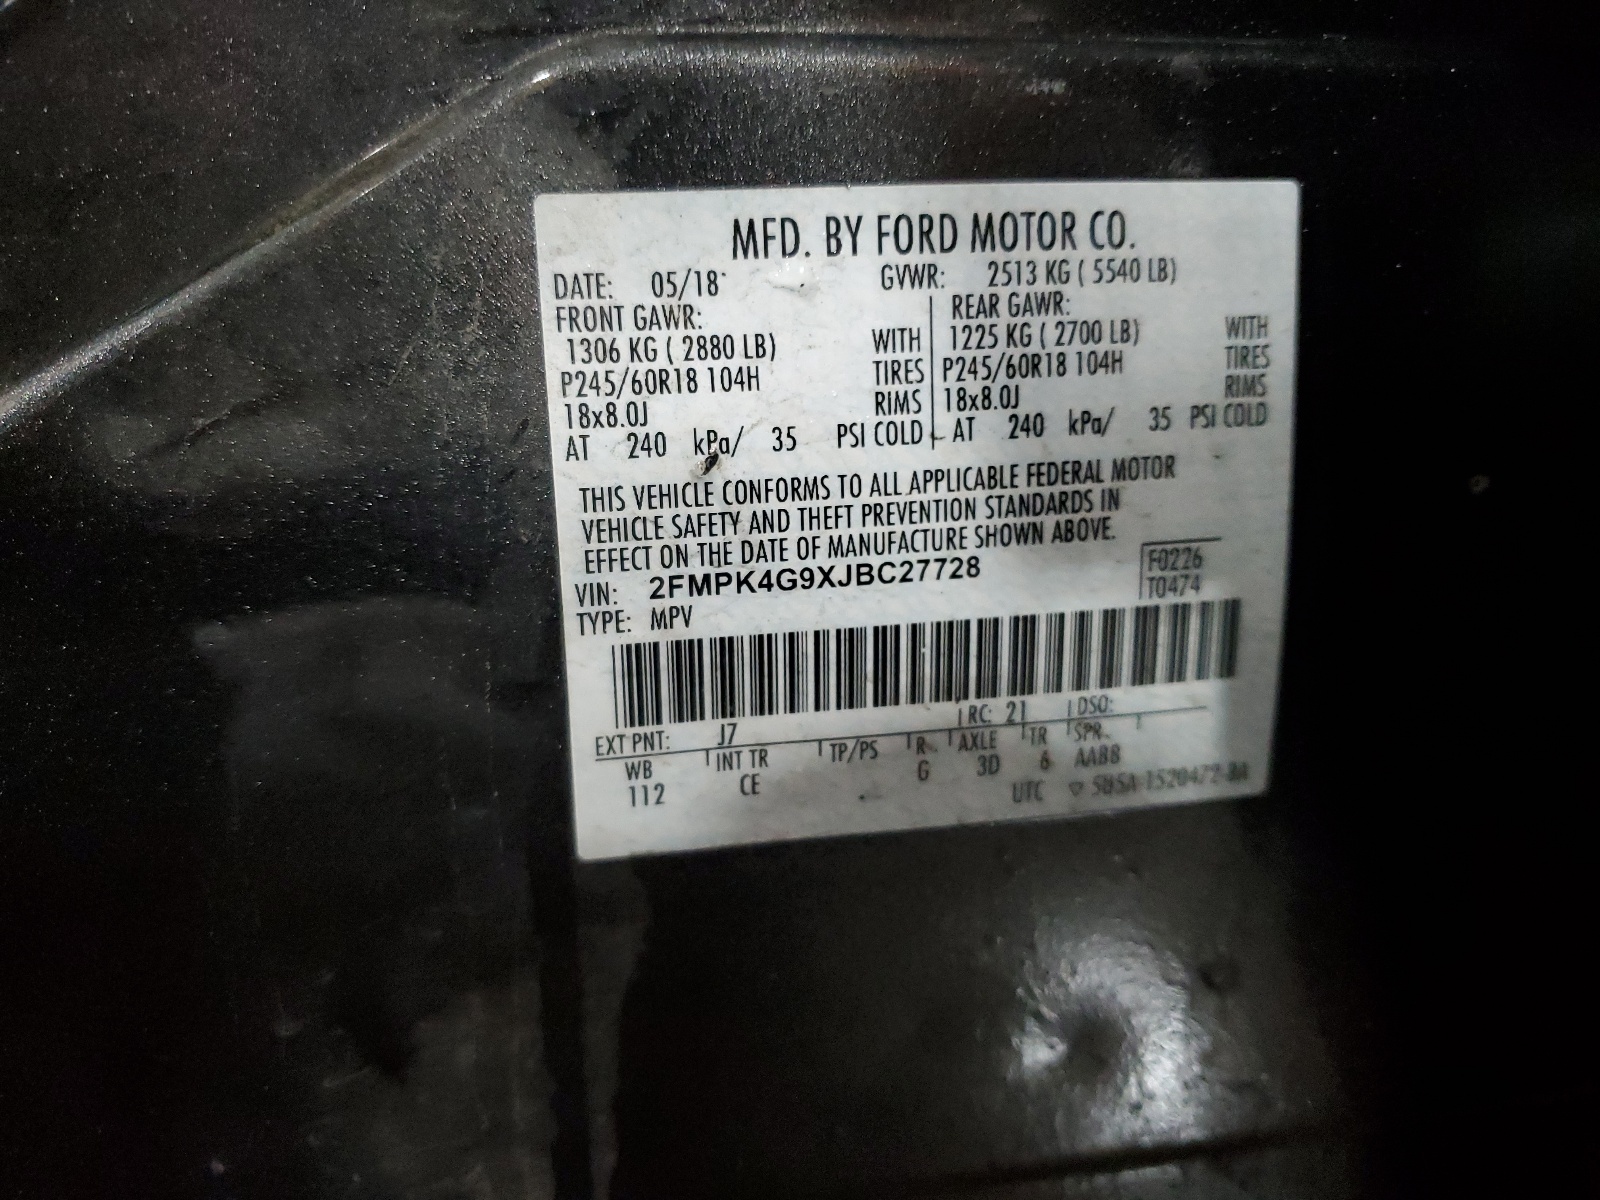 MFD. BY FORD MOTOR CO.
DATE: 05/18 GVWR: 2513 KG ( 5540 LB)
FRONT GAWR: REAR GAWR:
1306 KG ( 2880 LB) WITH 1225 KG ( 2700 LB) WITH
P245/60R18 104H TIRES P245/60R18 104H TIRES
18x8.0J RIMS 18x8.0J RIMS
AT 240 kPa/ 35 PSI COLD AT 240 kPa/ 35 PSI COLD
THIS VEHICLE CONFORMS TO ALL APPLICABLE FEDERAL MOTOR
VEHICLE SAFETY AND THEFT PREVENTION STANDARDS IN
EFFECT ON THE DATE OF MANUFACTURE SHOWN ABOVE.
VIN: 2FMPK4G9XJBC27728 F0226
TYPE: MPV T0474
EXT PNT: J7 RC: 21 DSO:
WB INT TR TP/PS R AXLE TR SPR
112 CE G 3D 6 AABB
UTC